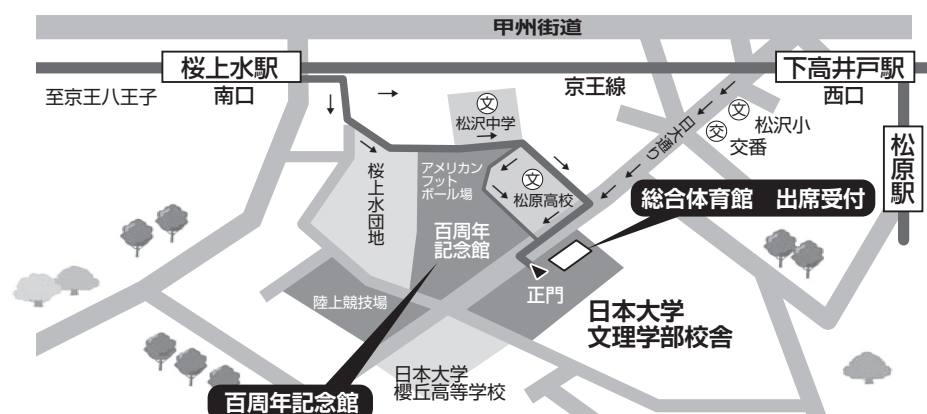 甲州街道
桜上水駅
下高井戸駅
至京王八王子
南口
京王線
西口
文
松沢中学
日大通り
文
松沢小
交
交番
松原駅
アメリカン
フット
ボール場
桜上水団地
文
松原高校
総合体育館 出席受付
百周年
記念館
正門
陸上競技場
日本大学
文理学部校舎
日本大学
櫻丘高等学校
百周年記念館